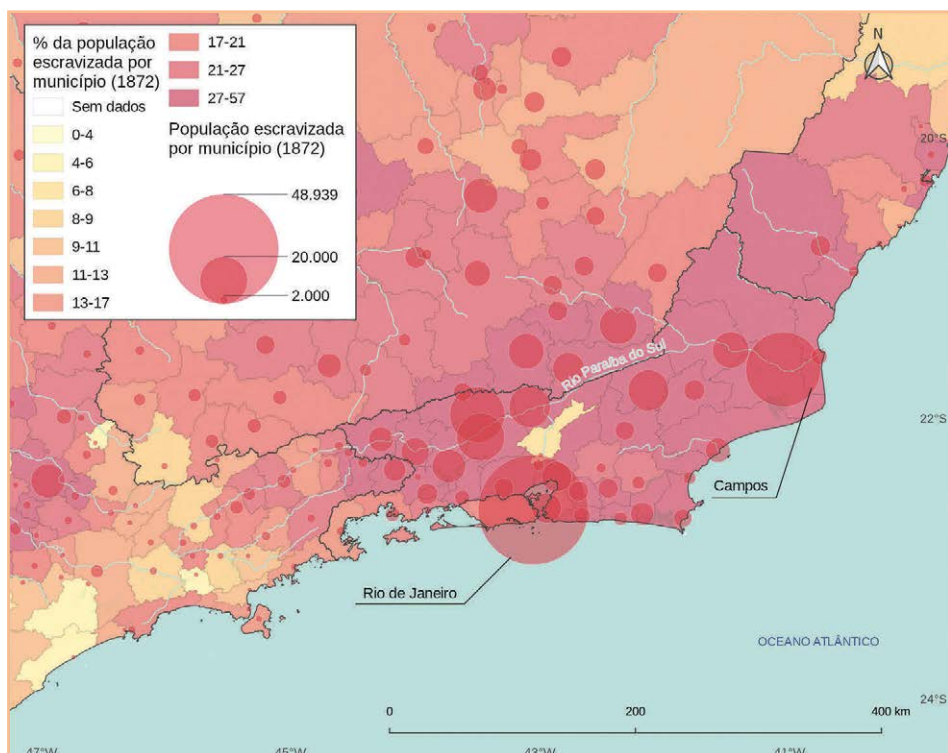 % da população
escravizada por
município (1872)
Sem dados
0-4
4-6
6-8
8-9
9-11
11-13
13-17
17-21
21-27
27-57
População escravizada
por município (1872)
48.939
20.000
2.000
N
20°S
Rio Paraíba do Sul
22°S
Campos
Rio de Janeiro
OCEANO ATLÂNTICO
24°S
0
200
400 km
47°W
45°W
43°W
41°W